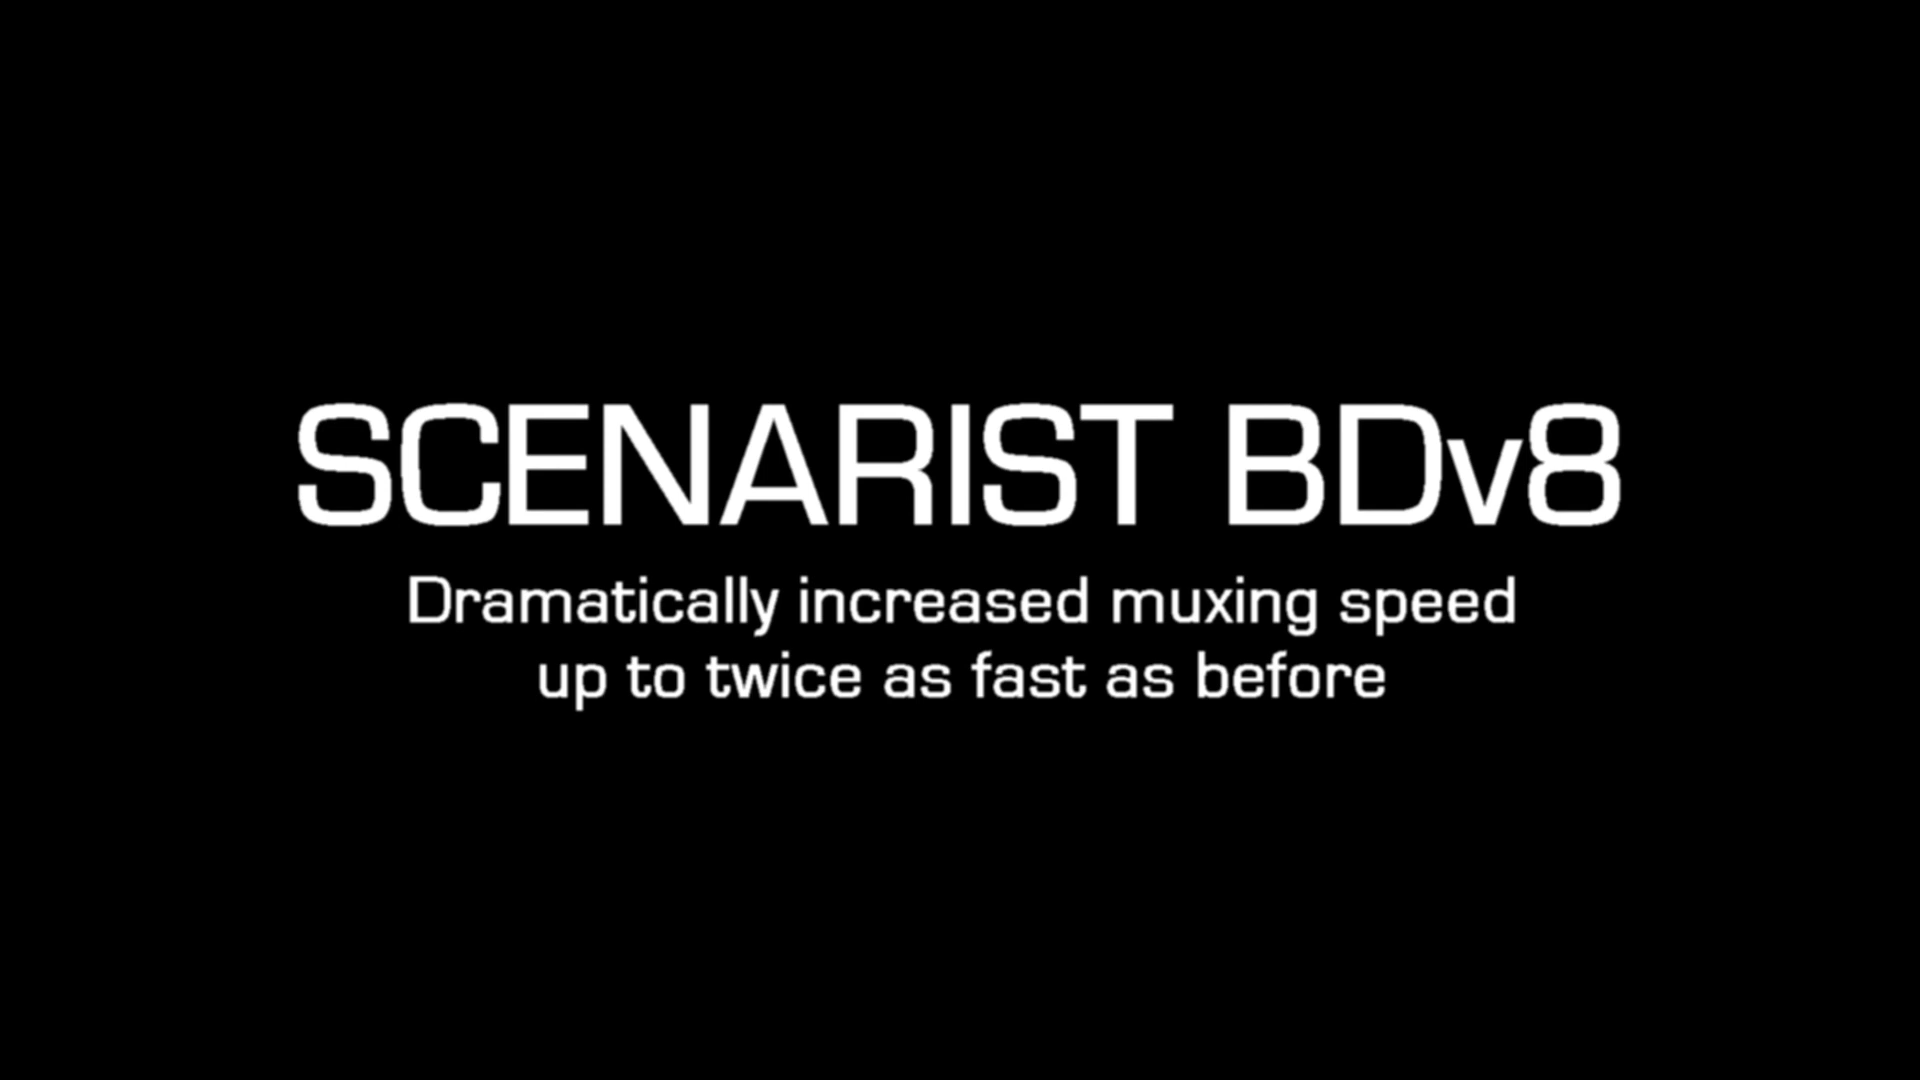 SCENARIST BDv8
Dramatically increased muxing speed
up to twice as fast as before